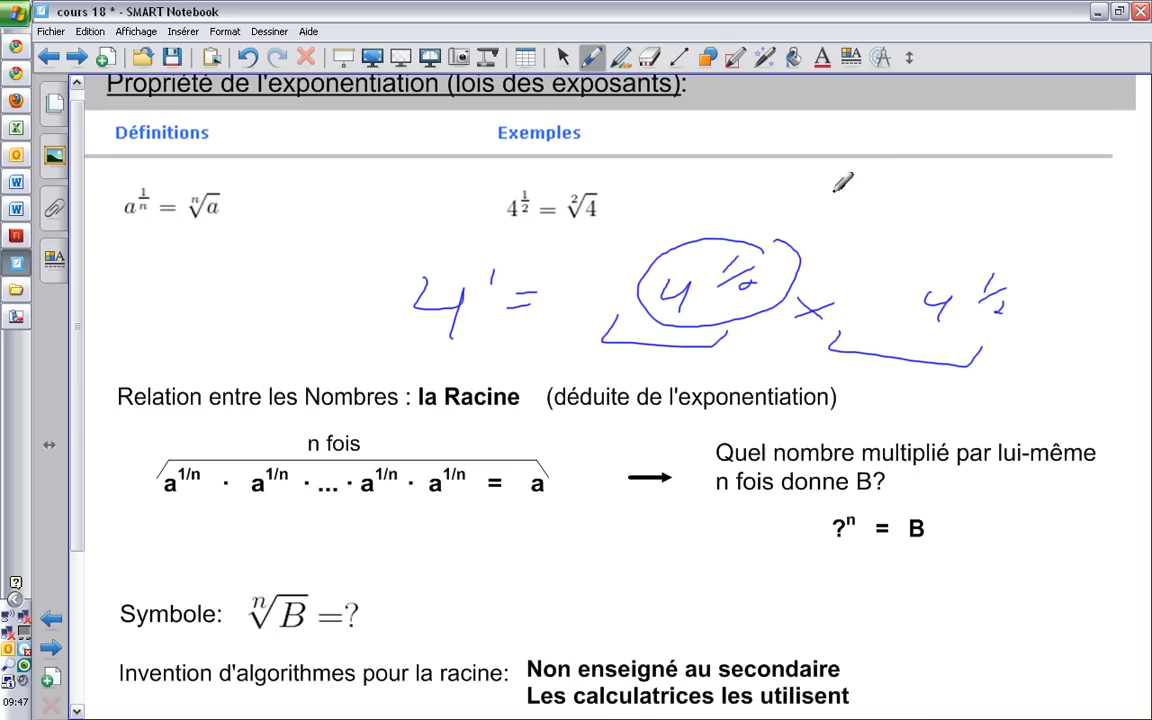 cours 18 * - SMART Notebook
Fichier Edition Affichage Insérer Format Dessiner Aide
Propriété de l'exponentiation (lois des exposants):
Définitions Exemples
a^{1/n} = ⁿ√a 4^{1/2} = ²√4
4^1 = 4^{1/2} × 4^{1/2}
Relation entre les Nombres : la Racine (déduite de l'exponentiation)
n fois
a^{1/n} · a^{1/n} · ... · a^{1/n} · a^{1/n} = a
Quel nombre multiplié par lui-même
n fois donne B?
?^n = B
Symbole: ⁿ√B =?
Invention d'algorithmes pour la racine: Non enseigné au secondaire
Les calculatrices les utilisent
09:47